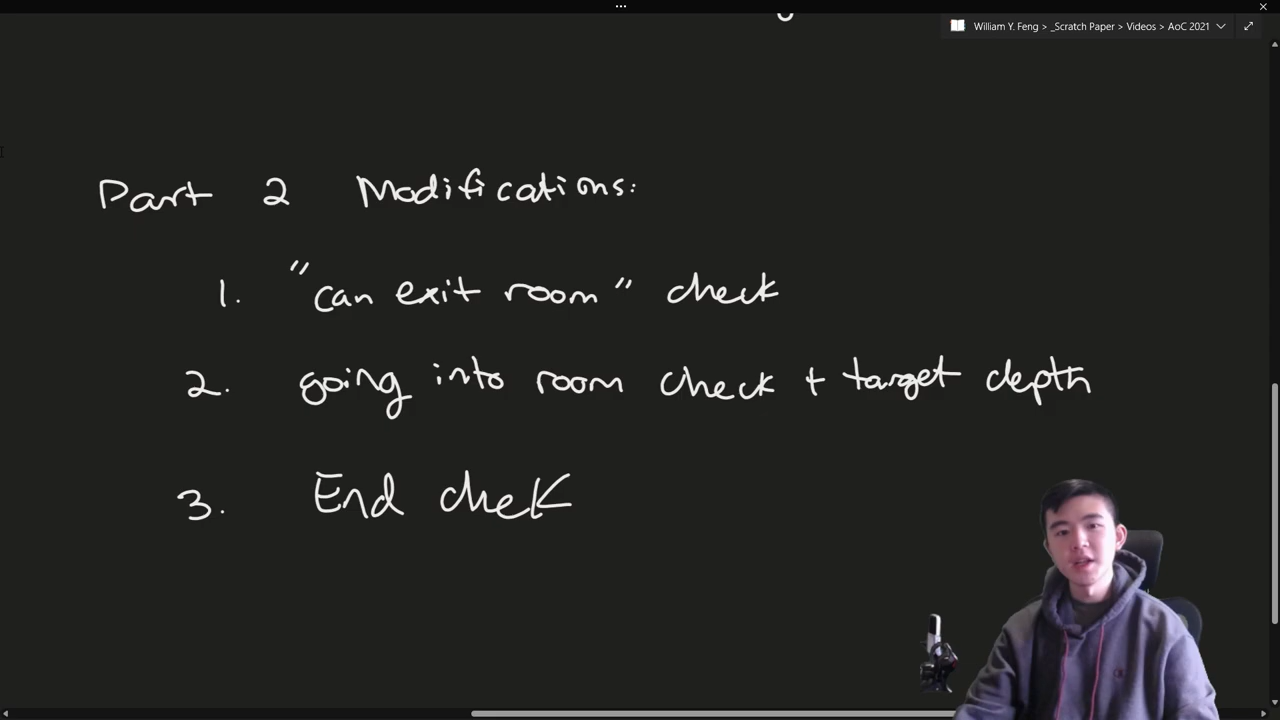 William Y. Feng > _Scratch Paper > Videos > AoC 2021
Part 2 Modifications:
1. "can exit room" check
2. going into room check + target depth
3. End check